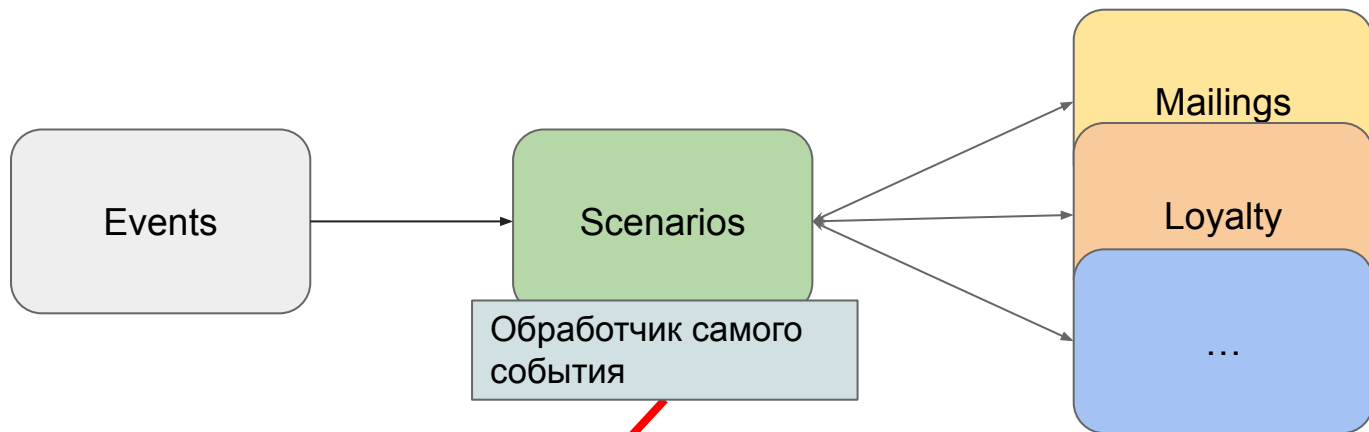 Events
Scenarios
Mailings
Loyalty
…
Обработчик самого
события